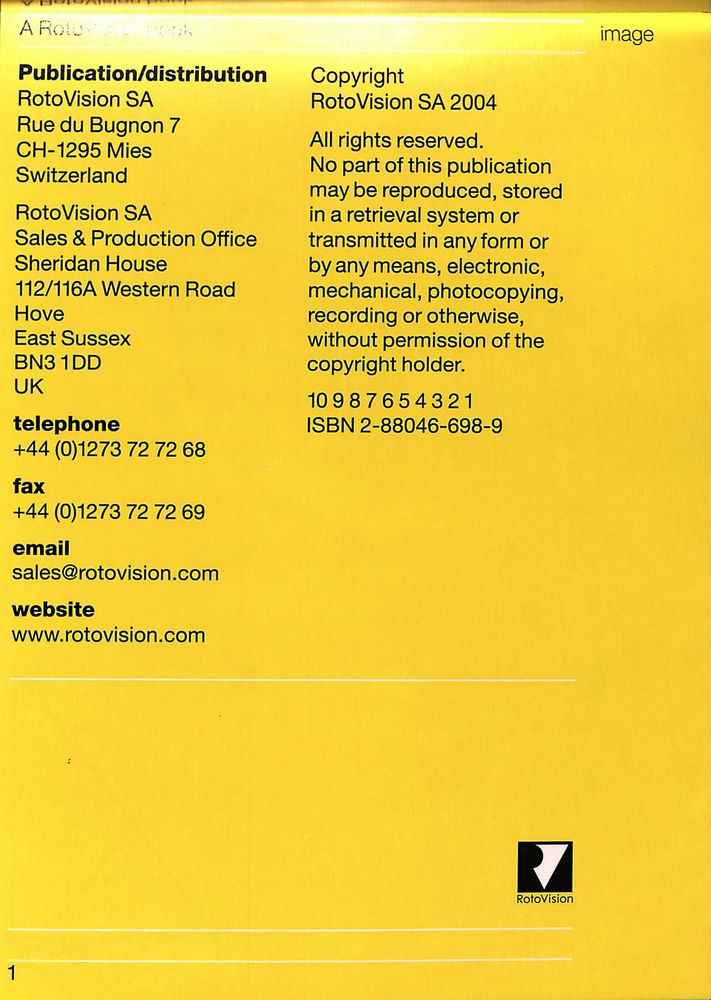 A RotoVision book
image
Publication/distribution
RotoVision SA
Rue du Bugnon 7
CH-1295 Mies
Switzerland
RotoVision SA
Sales & Production Office
Sheridan House
112/116A Western Road
Hove
East Sussex
BN3 1DD
UK
telephone
+44 (0)1273 72 72 68
fax
+44 (0)1273 72 72 69
email
sales@rotovision.com
website
www.rotovision.com
Copyright
RotoVision SA 2004
All rights reserved.
No part of this publication
may be reproduced, stored
in a retrieval system or
transmitted in any form or
by any means, electronic,
mechanical, photocopying,
recording or otherwise,
without permission of the
copyright holder.
10 9 8 7 6 5 4 3 2 1
ISBN 2-88046-698-9
RotoVision
1